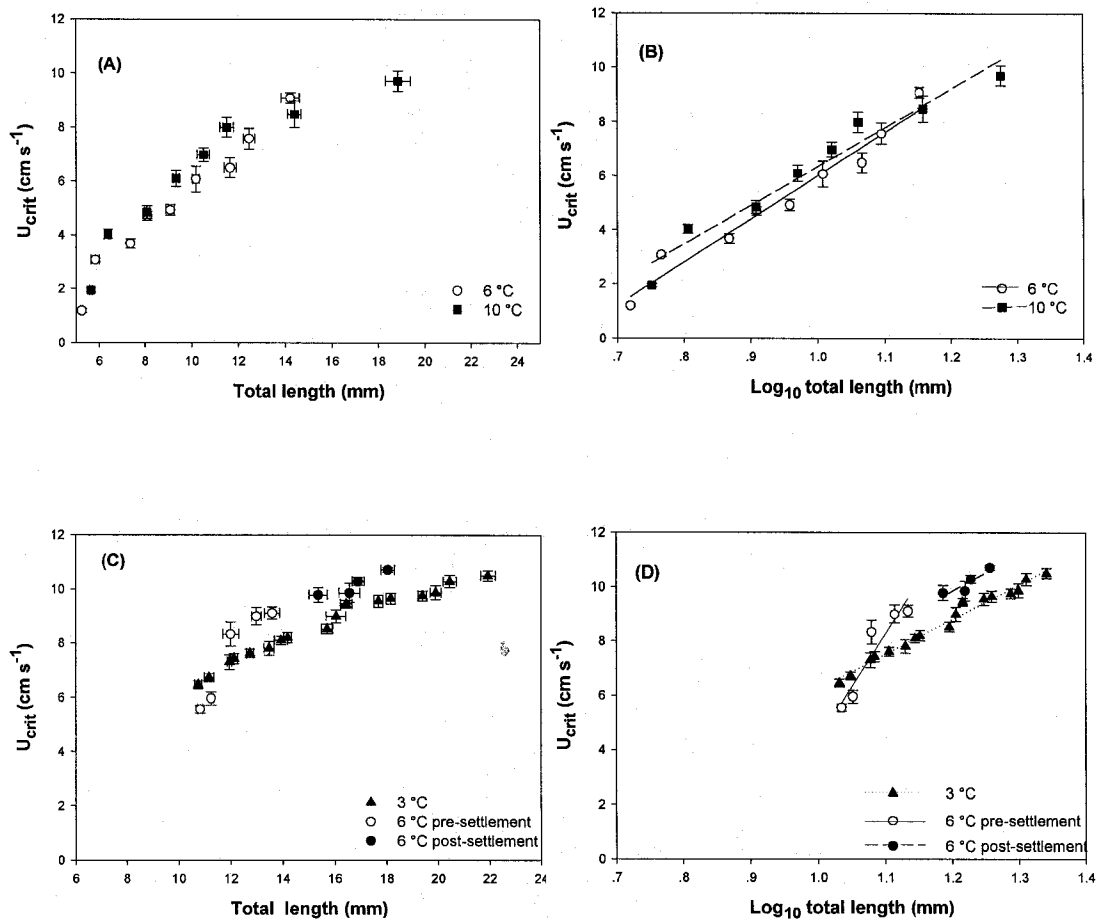 (A)
12
10
8
6
4
2
0
U_crit (cm s⁻¹)
6 8 10 12 14 16 18 20 22 24
Total length (mm)
6 °C
10 °C
(B)
12
10
8
6
4
2
0
U_crit (cm s⁻¹)
.7 .8 .9 1.0 1.1 1.2 1.3 1.4
Log₁₀ total length (mm)
6 °C
10 °C
(C)
12
10
8
6
4
2
0
U_crit (cm s⁻¹)
6 8 10 12 14 16 18 20 22 24
Total length (mm)
3 °C
6 °C pre-settlement
6 °C post-settlement
(D)
12
10
8
6
4
2
0
U_crit (cm s⁻¹)
.7 .8 .9 1.0 1.1 1.2 1.3 1.4
Log₁₀ total length (mm)
3 °C
6 °C pre-settlement
6 °C post-settlement